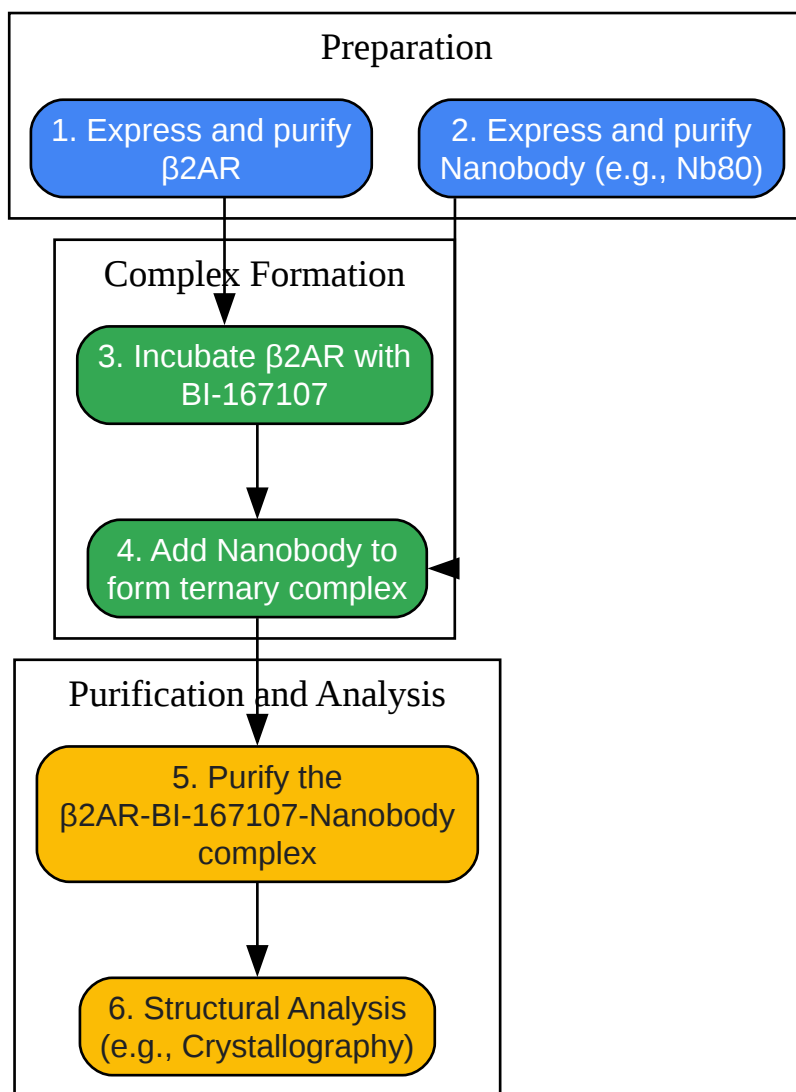 Preparation
1. Express and purify
β2AR
2. Express and purify
Nanobody (e.g., Nb80)
Complex Formation
3. Incubate β2AR with
BI-167107
4. Add Nanobody to
form ternary complex
Purification and Analysis
5. Purify the
β2AR-BI-167107-Nanobody
complex
6. Structural Analysis
(e.g., Crystallography)